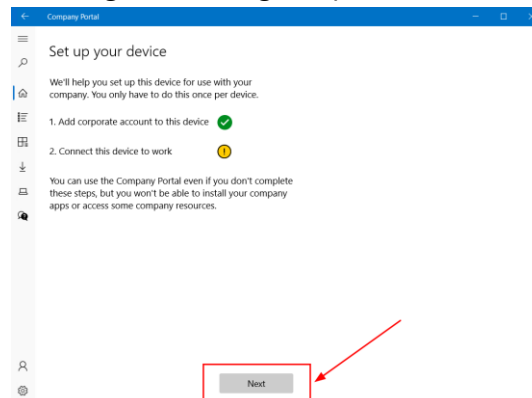 Company Portal
Set up your device
We'll help you set up this device for use with your
company. You only have to do this once per device.
1. Add corporate account to this device
2. Connect this device to work
You can use the Company Portal even if you don't complete
these steps, but you won't be able to install your company
apps or access some company resources.
Next